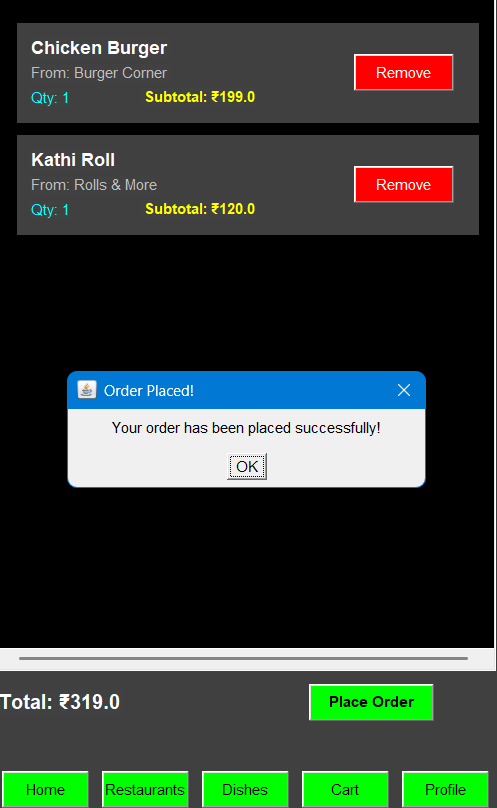 Chicken Burger
From: Burger Corner
Remove
Qty: 1
Subtotal: ₹199.0
Kathi Roll
From: Rolls & More
Remove
Qty: 1
Subtotal: ₹120.0
Order Placed!
Your order has been placed successfully!
OK
Total: ₹319.0
Place Order
Home
Restaurants
Dishes
Cart
Profile